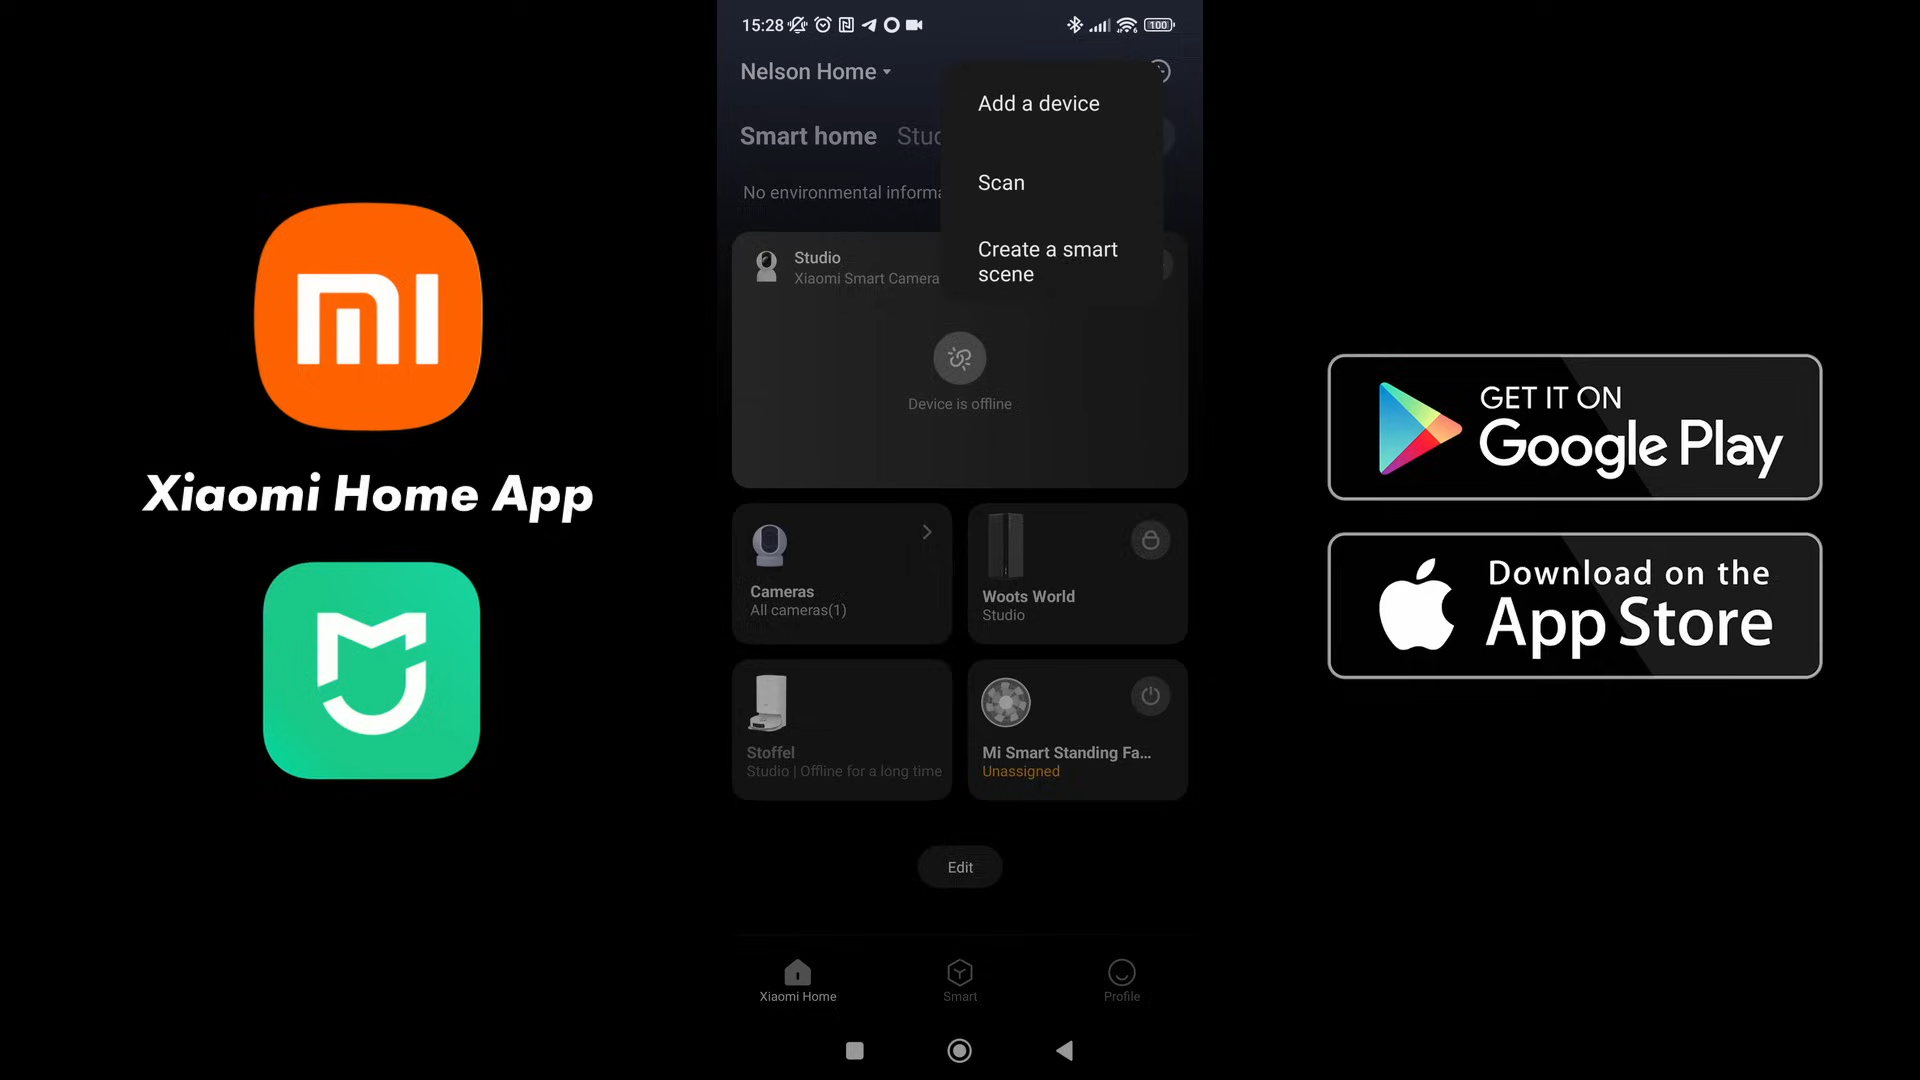 Xiaomi Home App
15:28
100
Nelson Home
Add a device
Smart home
Stud
Scan
No environmental informa
Create a smart
scene
Studio
Xiaomi Smart Camera
Device is offline
Cameras
All cameras(1)
Woots World
Studio
Stoffel
Studio | Offline for a long time
Mi Smart Standing Fa...
Unassigned
Edit
Xiaomi Home
Smart
Profile
GET IT ON
Google Play
Download on the
App Store